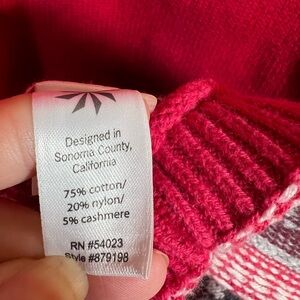 Designed in
Sonoma County,
California
75% cotton/
20% nylon/
5% cashmere
RN #54023
Style #879198